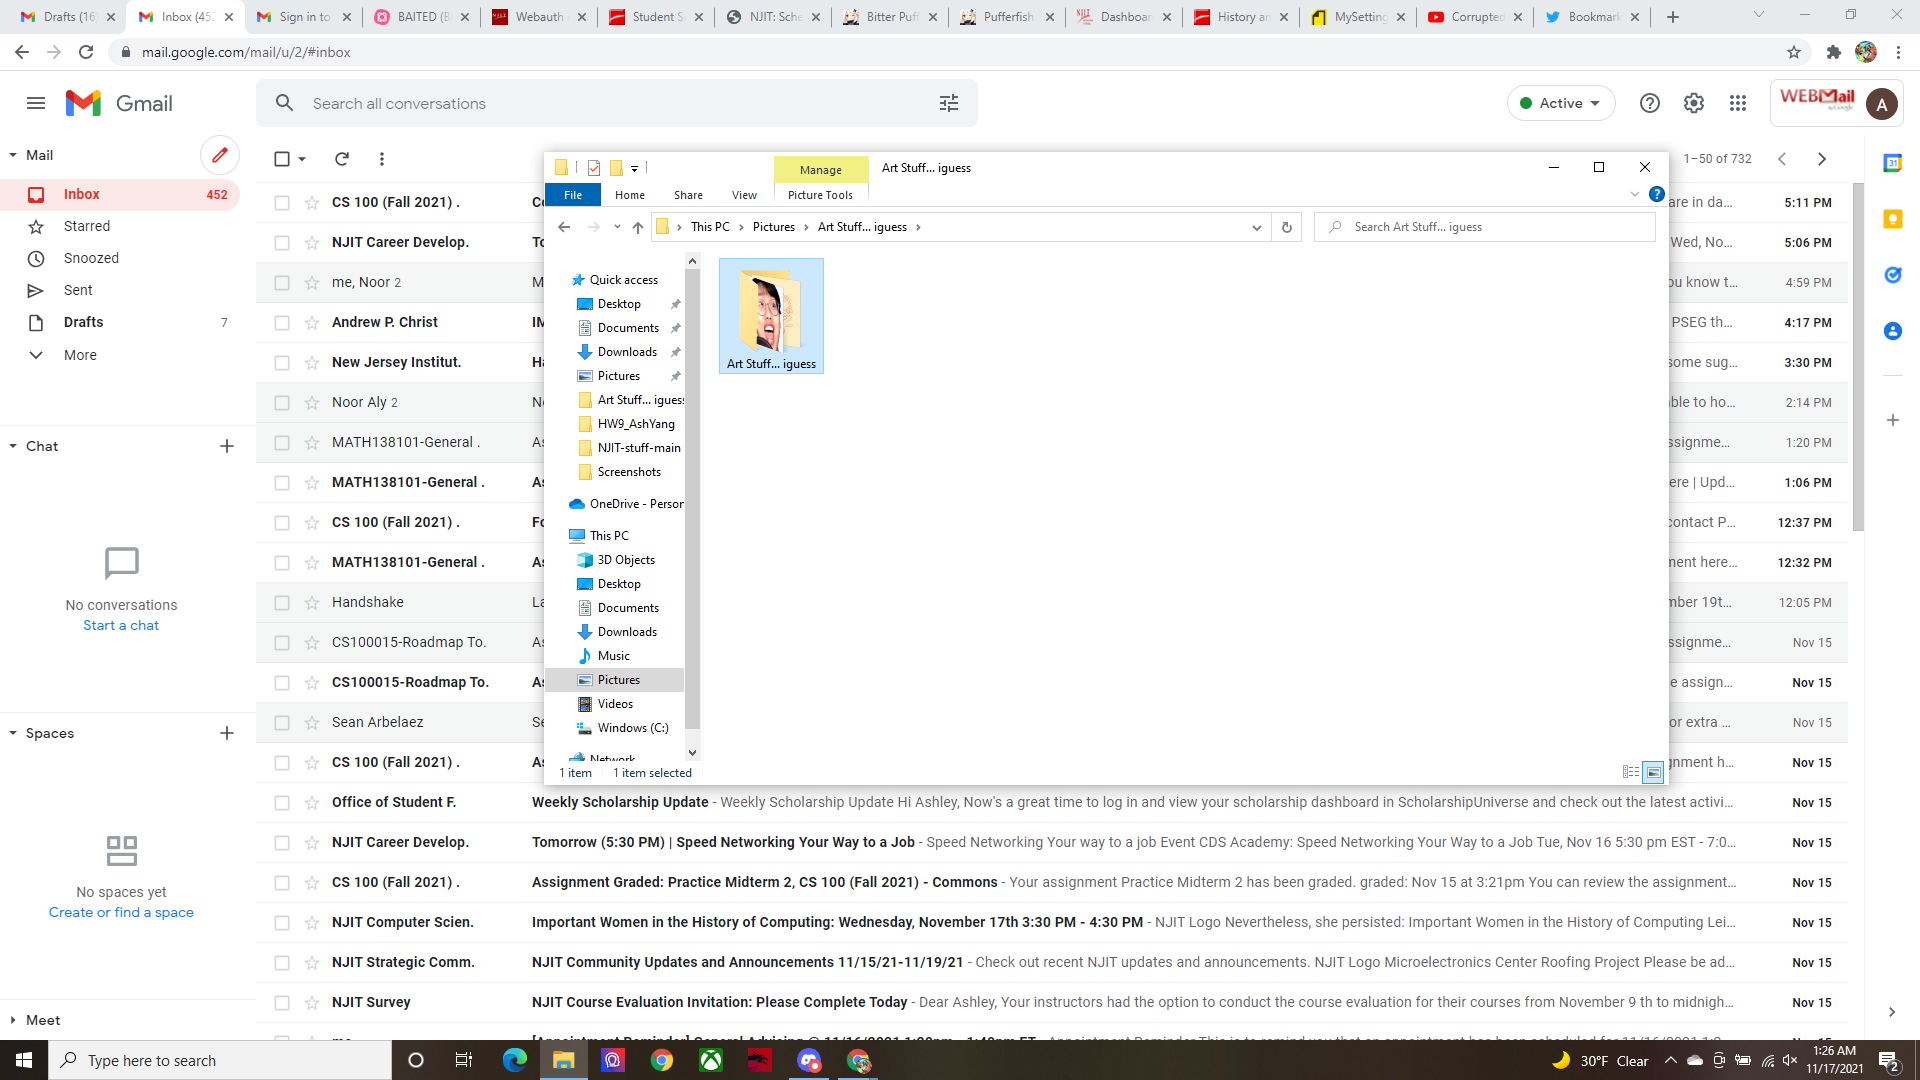 Drafts (16
Inbox (452
Sign in to
BAITED (B
Webauth
Student S
NJIT: Sche
Bitter Puf
Pufferfish
Dashboar
History an
MySetting
Corrupted
Bookmark
mail.google.com/mail/u/2/#inbox
Gmail
Search all conversations
Active
WEBMail
by Google
A
Mail
Inbox 452
Starred
Snoozed
Sent
Drafts 7
More
Chat
No conversations
Start a chat
Spaces
No spaces yet
Create or find a space
Meet
1–50 of 732
Manage
Art Stuff... iguess
File
Home
Share
View
Picture Tools
This PC > Pictures > Art Stuff... iguess >
Search Art Stuff... iguess
Quick access
Desktop
Documents
Downloads
Pictures
Art Stuff... igues
HW9_AshYang
NJIT-stuff-main
Screenshots
OneDrive - Person
This PC
3D Objects
Desktop
Documents
Downloads
Music
Pictures
Videos
Windows (C:)
Network
Art Stuff... iguess
1 item
1 item selected
CS 100 (Fall 2021) . are in da... 5:11 PM
NJIT Career Develop. To Wed, No... 5:06 PM
me, Noor 2 M ou know t... 4:59 PM
Andrew P. Christ IM PSEG th... 4:17 PM
New Jersey Institut. Ha some sug... 3:30 PM
Noor Aly 2 ble to ho... 2:14 PM
MATH138101-General . As ssignme... 1:20 PM
MATH138101-General . As ere | Upd... 1:06 PM
CS 100 (Fall 2021) . Fo contact P... 12:37 PM
MATH138101-General . As ment here... 12:32 PM
Handshake La mber 19t... 12:05 PM
CS100015-Roadmap To. As ssignme... Nov 15
CS100015-Roadmap To. As e assign... Nov 15
Sean Arbelaez Se or extra ... Nov 15
CS 100 (Fall 2021) . As gnment h... Nov 15
Office of Student F. Weekly Scholarship Update - Weekly Scholarship Update Hi Ashley, Now's a great time to log in and view your scholarship dashboard in ScholarshipUniverse and check out the latest activi... Nov 15
NJIT Career Develop. Tomorrow (5:30 PM) | Speed Networking Your Way to a Job - Speed Networking Your way to a job Event CDS Academy: Speed Networking Your Way to a Job Tue, Nov 16 5:30 pm EST - 7:0... Nov 15
CS 100 (Fall 2021) . Assignment Graded: Practice Midterm 2, CS 100 (Fall 2021) - Commons - Your assignment Practice Midterm 2 has been graded. graded: Nov 15 at 3:21pm You can review the assignment... Nov 15
NJIT Computer Scien. Important Women in the History of Computing: Wednesday, November 17th 3:30 PM - 4:30 PM - NJIT Logo Nevertheless, she persisted: Important Women in the History of Computing Lei... Nov 15
NJIT Strategic Comm. NJIT Community Updates and Announcements 11/15/21-11/19/21 - Check out recent NJIT updates and announcements. NJIT Logo Microelectronics Center Roofing Project Please be ad... Nov 15
NJIT Survey NJIT Course Evaluation Invitation: Please Complete Today - Dear Ashley, Your instructors had the option to conduct the course evaluation for their courses from November 9 th to midnigh... Nov 15
Type here to search
30°F Clear
1:26 AM
11/17/2021
2